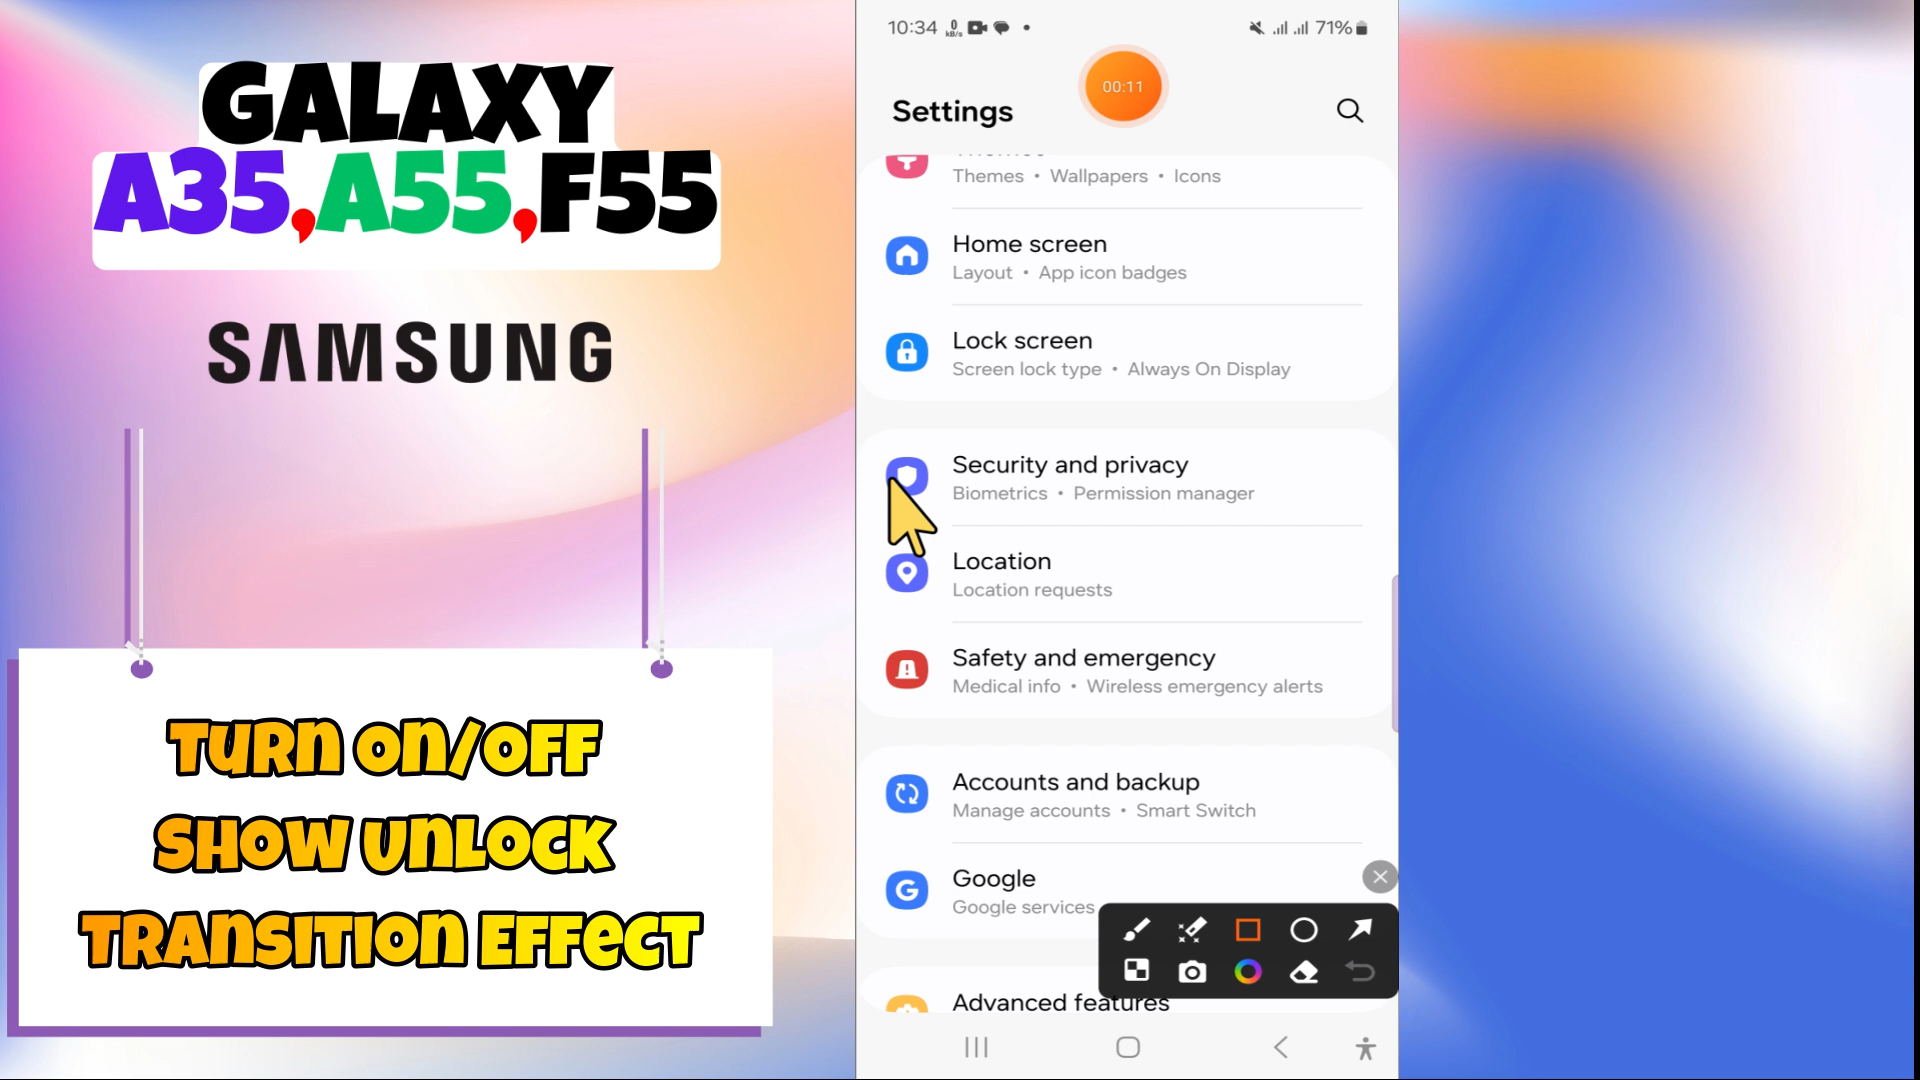 GALAXY
A35,A55,F55
SAMSUNG
TURN ON/OFF
SHOW UNLOCK
TRANSITION EFFECT
10:34 0 kB/s 71%
00:11
Settings
Themes
Themes • Wallpapers • Icons
Home screen
Layout • App icon badges
Lock screen
Screen lock type • Always On Display
Security and privacy
Biometrics • Permission manager
Location
Location requests
Safety and emergency
Medical info • Wireless emergency alerts
Accounts and backup
Manage accounts • Smart Switch
Google
Google services
Advanced features